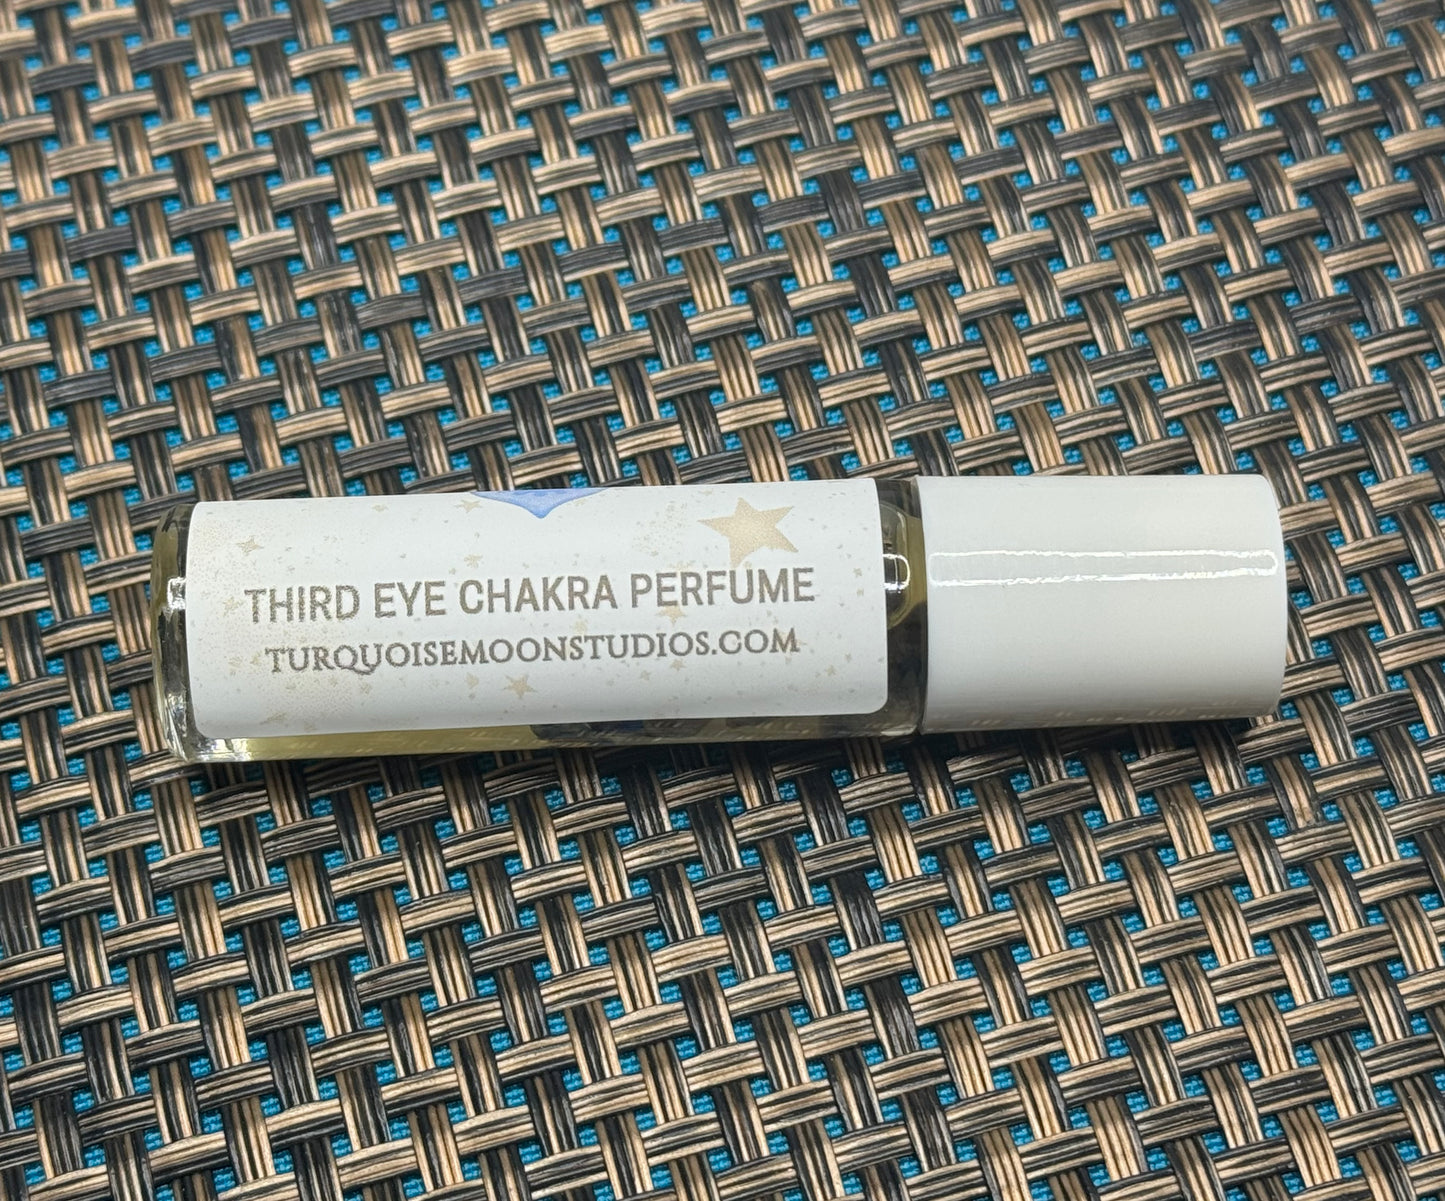 THIRD EYE CHAKRA PERFUME
TURQUOISEMOONSTUDIOS.COM